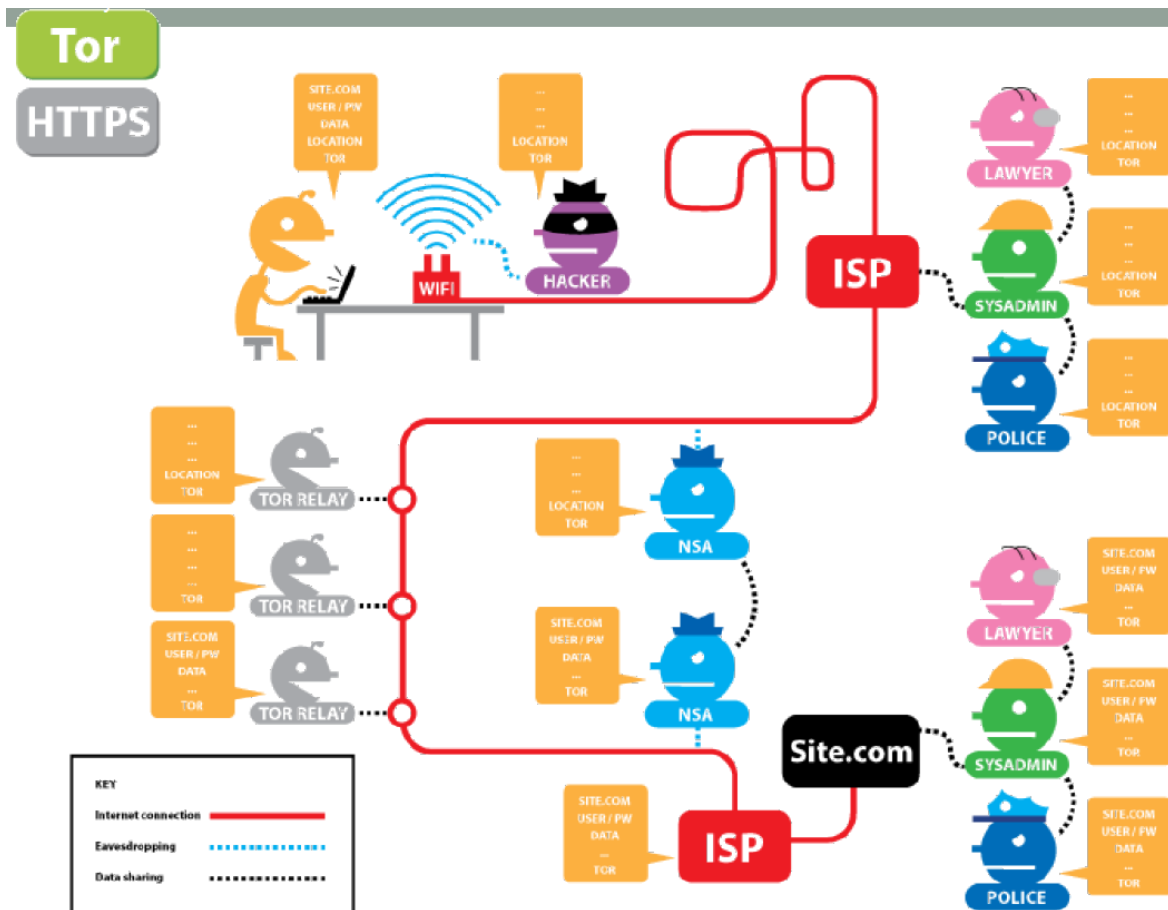 Tor
HTTPS
SITE.COM
USER / PW
DATA
LOCATION
TOR
...
...
...
LOCATION
TOR
WIFI
HACKER
ISP
...
...
...
LOCATION
TOR
LAWYER
...
...
...
LOCATION
TOR
SYSADMIN
...
...
...
LOCATION
TOR
POLICE
...
...
...
LOCATION
TOR
TOR RELAY
...
...
...
...
TOR
TOR RELAY
SITE.COM
USER / PW
DATA
...
TOR
TOR RELAY
...
...
...
LOCATION
TOR
NSA
SITE.COM
USER / PW
DATA
...
TOR
NSA
SITE.COM
USER / PW
DATA
...
TOR
LAWYER
SITE.COM
USER / PW
DATA
...
TOR
SYSADMIN
SITE.COM
USER / PW
DATA
...
TOR
POLICE
Site.com
SITE.COM
USER / PW
DATA
...
TOR
ISP
KEY
Internet connection
Eavesdropping
Data sharing